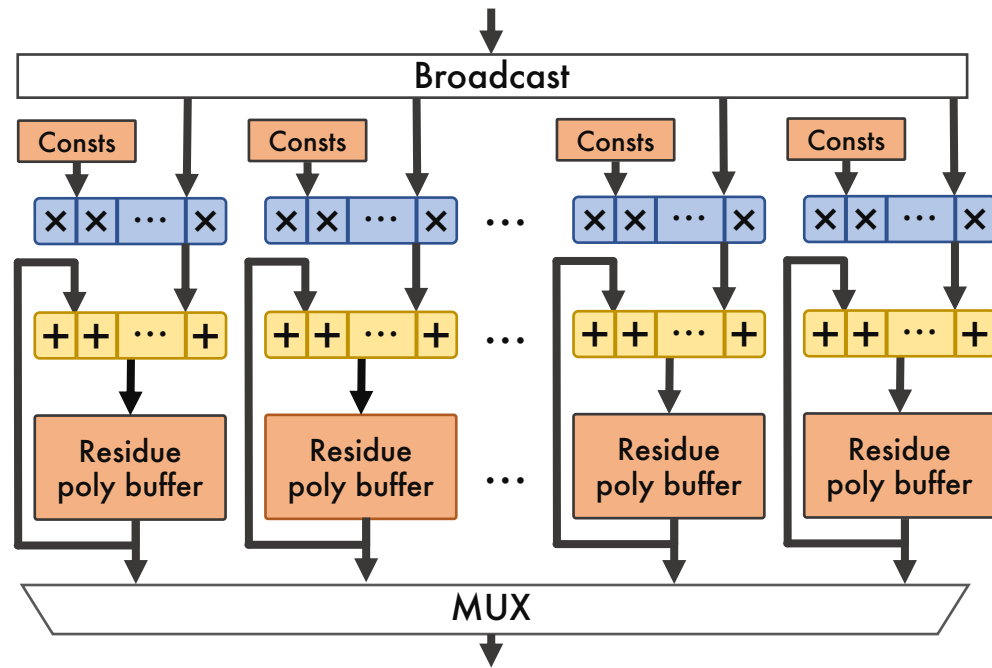 Broadcast
Consts Consts Consts Consts
× × ... × × × ... × ... × × ... × × × ... ×
+ + ... + + + ... + ... + + ... + + + ... +
Residue Residue Residue Residue
poly buffer poly buffer ... poly buffer poly buffer
MUX